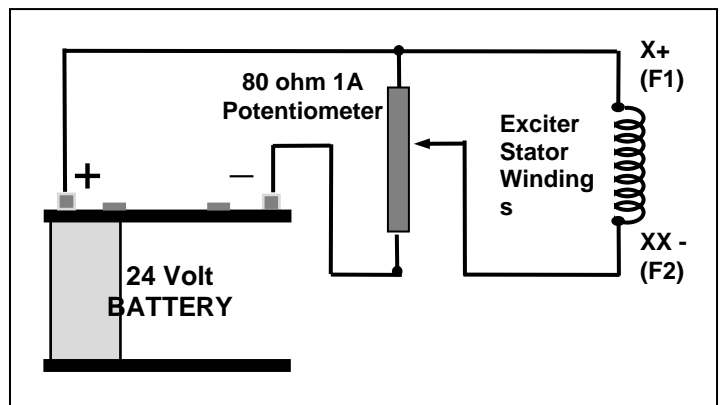 80 ohm 1A
Potentiometer
X+
(F1)
Exciter
Stator
Winding
s
+
–
XX -
(F2)
24 Volt
BATTERY